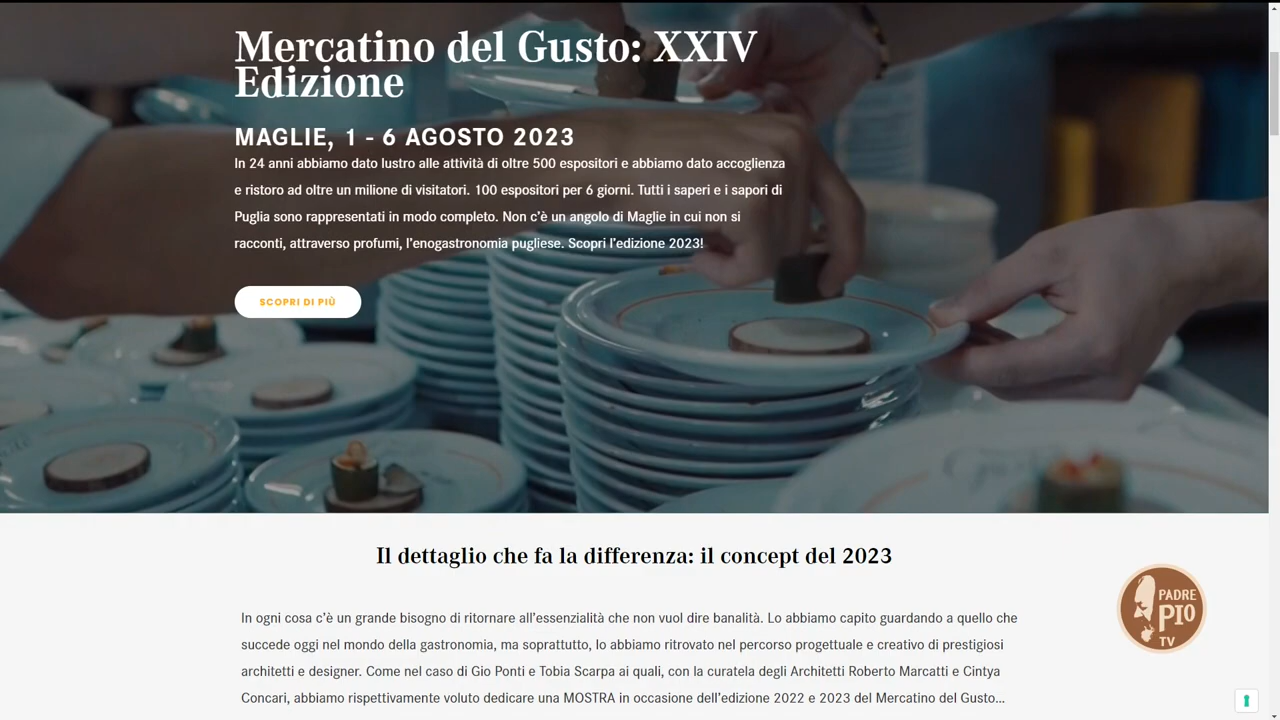 Mercatino del Gusto: XXIV
Edizione
MAGLIE, 1 - 6 AGOSTO 2023
In 24 anni abbiamo dato lustro alle attività di oltre 500 espositori e abbiamo dato accoglienza
e ristoro ad oltre un milione di visitatori. 100 espositori per 6 giorni. Tutti i saperi e i sapori di
Puglia sono rappresentati in modo completo. Non c'è un angolo di Maglie in cui non si
racconti, attraverso profumi, l'enogastronomia pugliese. Scopri l'edizione 2023!
SCOPRI DI PIÙ
Il dettaglio che fa la differenza: il concept del 2023
In ogni cosa c'è un grande bisogno di ritornare all'essenzialità che non vuol dire banalità. Lo abbiamo capito guardando a quello che
succede oggi nel mondo della gastronomia, ma soprattutto, lo abbiamo ritrovato nel percorso progettuale e creativo di prestigiosi
architetti e designer. Come nel caso di Gio Ponti e Tobia Scarpa ai quali, con la curatela degli Architetti Roberto Marcatti e Cintya
Concari, abbiamo rispettivamente voluto dedicare una MOSTRA in occasione dell'edizione 2022 e 2023 del Mercatino del Gusto...
PADRE
PIO
TV